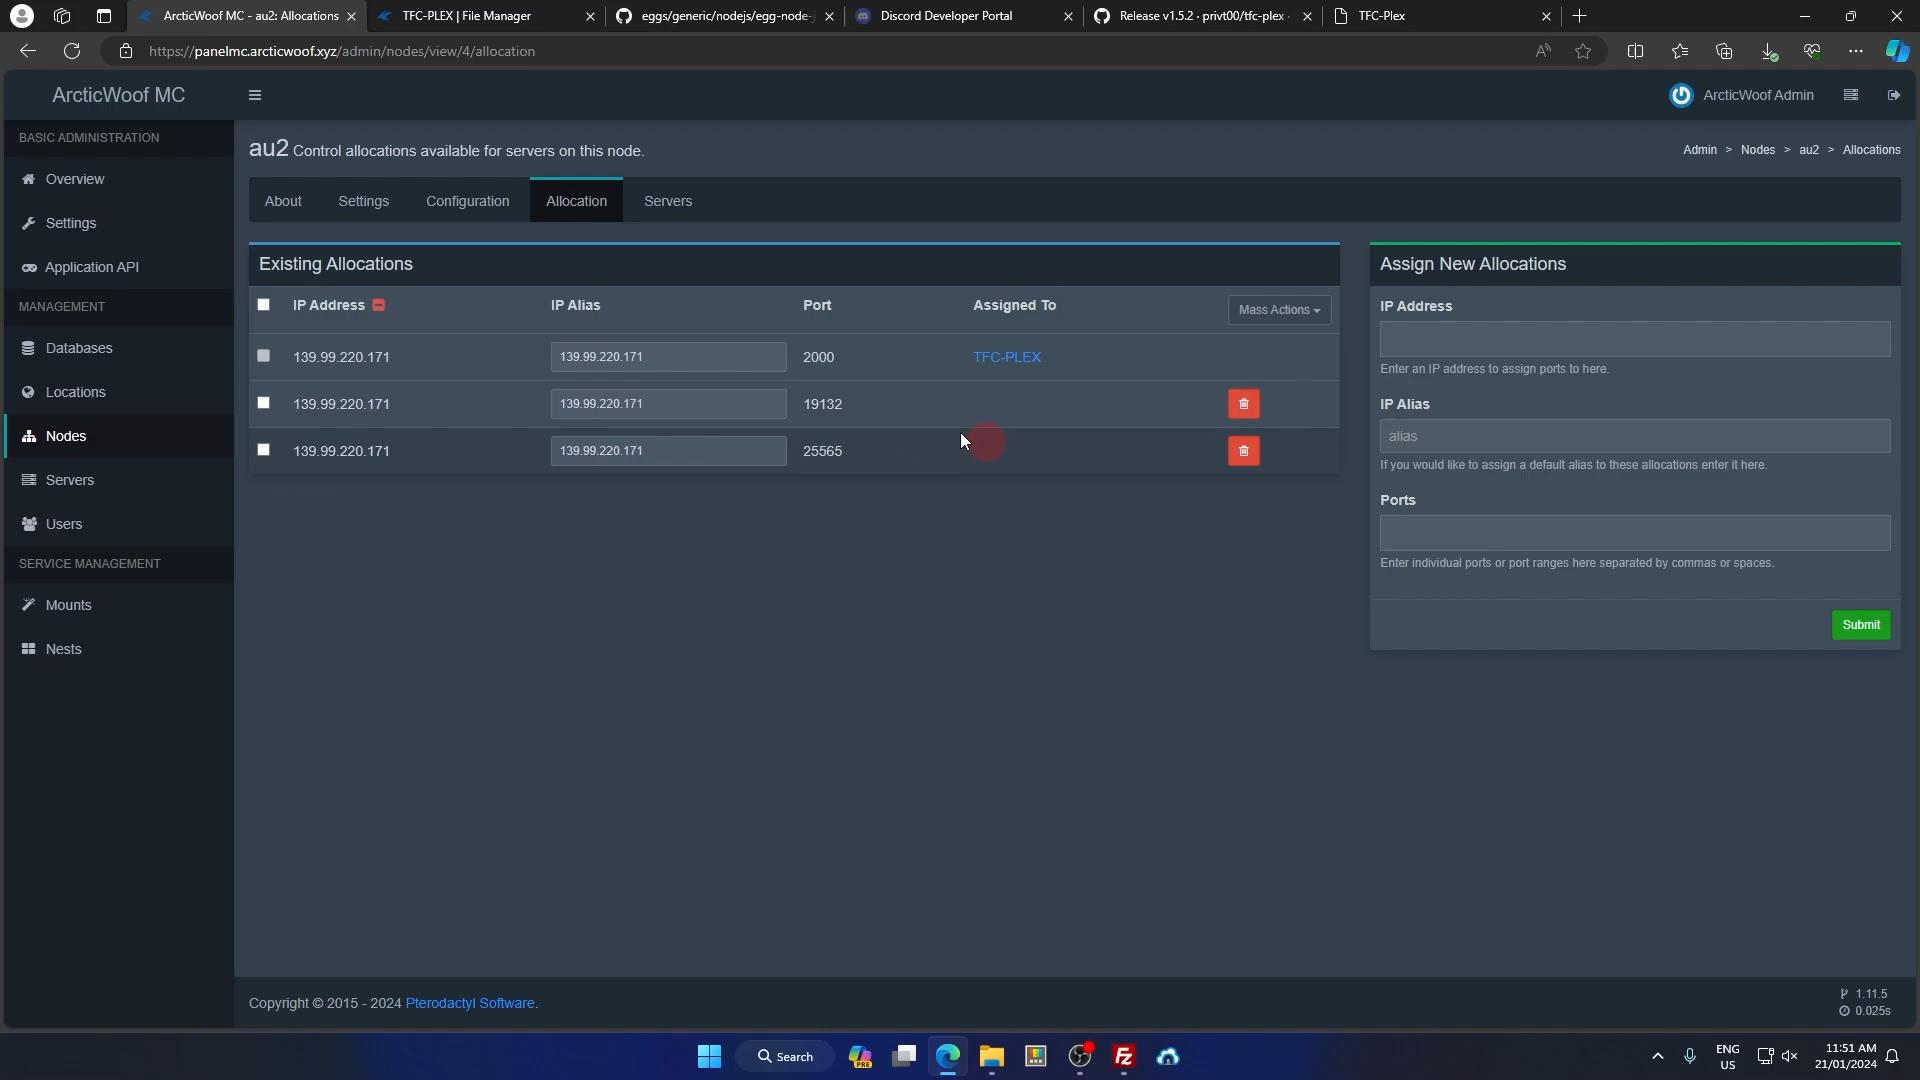 ArcticWoof MC - au2: Allocations
TFC-PLEX | File Manager
eggs/generic/nodejs/egg-node-
Discord Developer Portal
Release v1.5.2 · privt00/tfc-plex
TFC-Plex
https://panelmc.arcticwoof.xyz/admin/nodes/view/4/allocation
ArcticWoof MC
ArcticWoof Admin
BASIC ADMINISTRATION
Overview
Settings
Application API
MANAGEMENT
Databases
Locations
Nodes
Servers
Users
SERVICE MANAGEMENT
Mounts
Nests
au2 Control allocations available for servers on this node.
Admin > Nodes > au2 > Allocations
About Settings Configuration Allocation Servers
Existing Allocations
IP Address IP Alias Port Assigned To Mass Actions
139.99.220.171 139.99.220.171 2000 TFC-PLEX
139.99.220.171 139.99.220.171 19132
139.99.220.171 139.99.220.171 25565
Assign New Allocations
IP Address
Enter an IP address to assign ports to here.
IP Alias
alias
If you would like to assign a default alias to these allocations enter it here.
Ports
Enter individual ports or port ranges here separated by commas or spaces.
Submit
Copyright © 2015 - 2024 Pterodactyl Software.
1.11.5
0.025s
Search
PRE
Fz
ENG
US
11:51 AM
21/01/2024